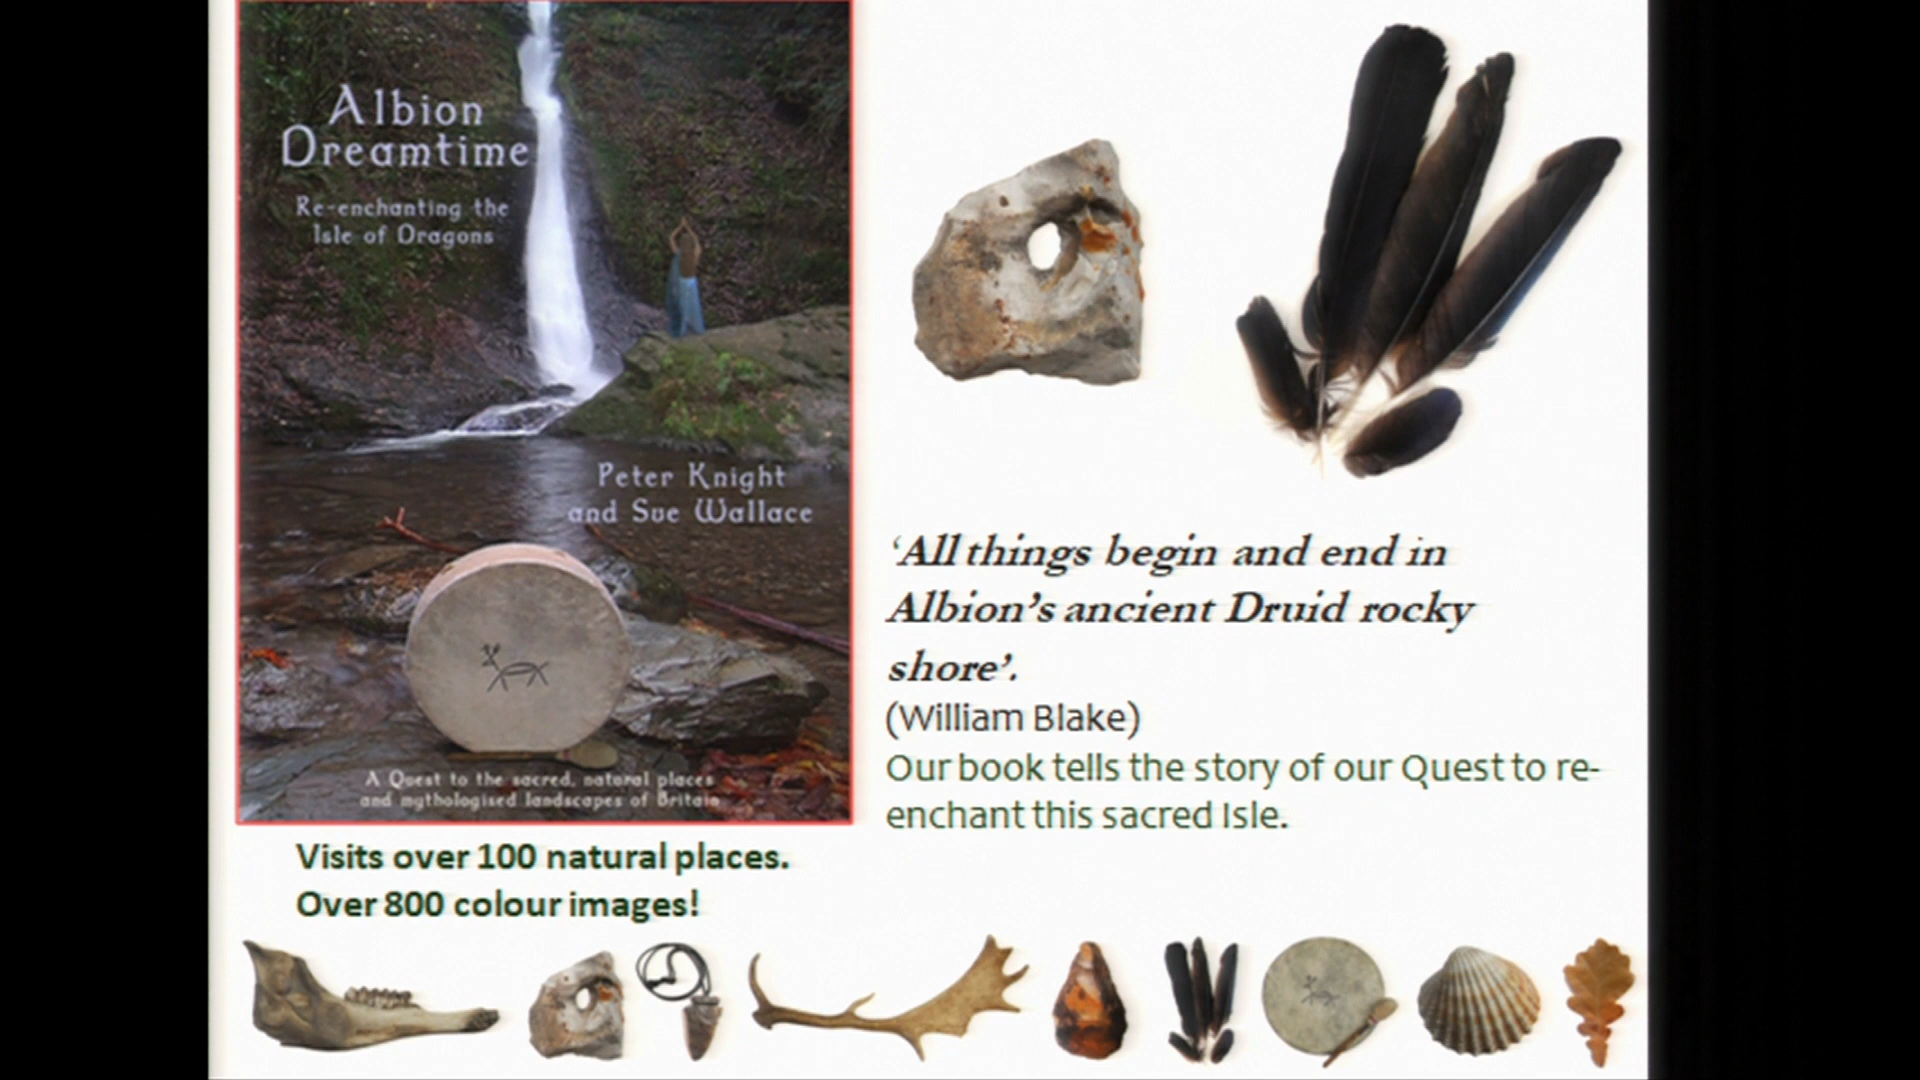 Albion
Dreamtime
Re-enchanting the
Isle of Dragons
Peter Knight
and Sue Wallace
A Quest to the sacred, natural places
and mythologised landscapes of Britain
Visits over 100 natural places.
Over 800 colour images!
‘All things begin and end in
Albion’s ancient Druid rocky
shore’.
(William Blake)
Our book tells the story of our Quest to re-
enchant this sacred Isle.